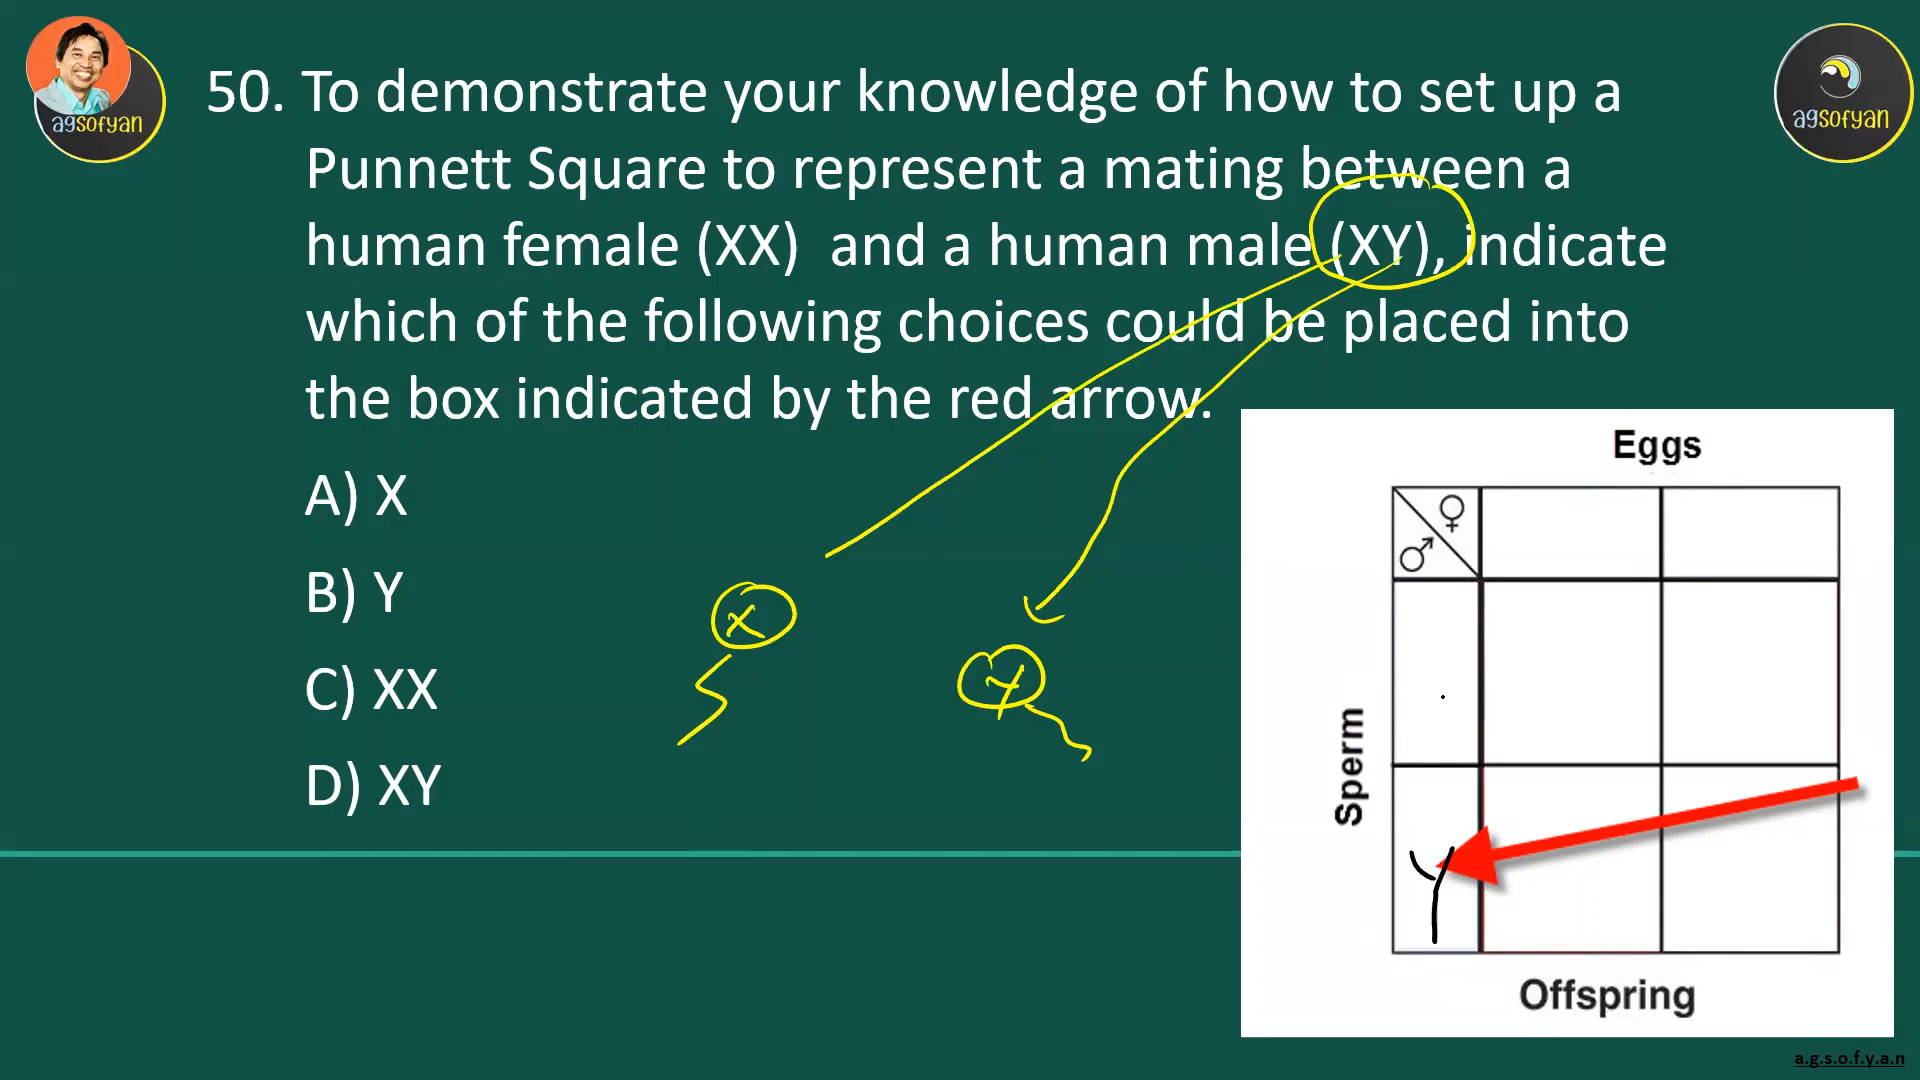 agsofyan
agsofyan
50. To demonstrate your knowledge of how to set up a
Punnett Square to represent a mating between a
human female (XX) and a human male (XY), indicate
which of the following choices could be placed into
the box indicated by the red arrow.
A) X
B) Y
C) XX
D) XY
X
Y
Eggs
♀
♂
Sperm
Y
Offspring
a.g.s.o.f.y.a.n